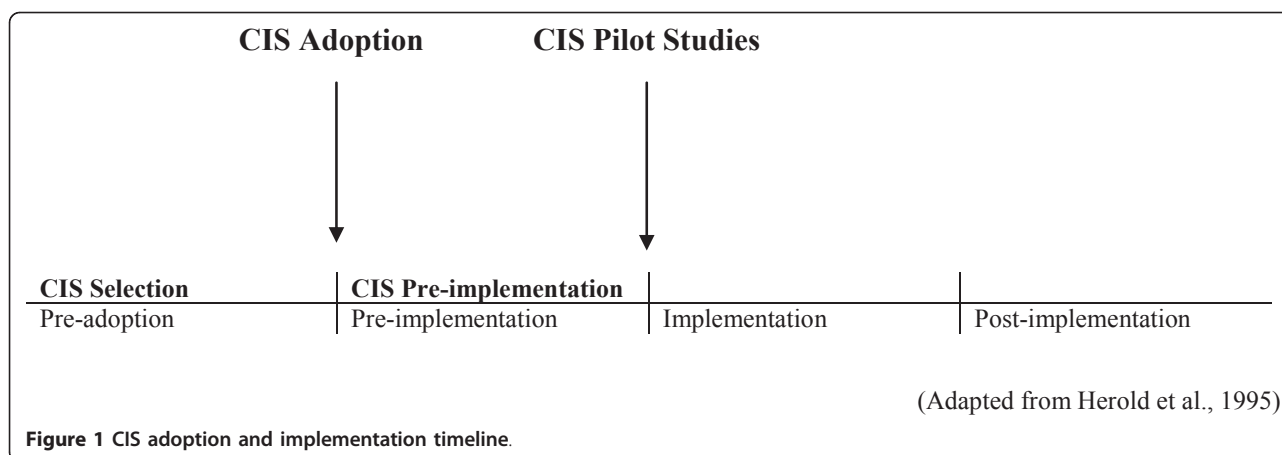 CIS Adoption CIS Pilot Studies
CIS Selection CIS Pre-implementation
Pre-adoption Pre-implementation Implementation Post-implementation
(Adapted from Herold et al., 1995)
Figure 1 CIS adoption and implementation timeline.